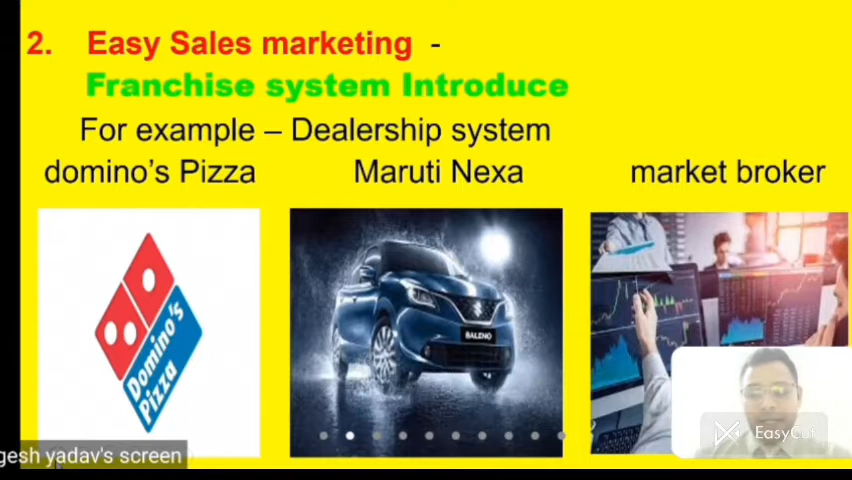 2. Easy Sales marketing -
Franchise system Introduce
For example – Dealership system
domino's Pizza Maruti Nexa market broker
Domino's
Pizza
BALENO
EasyCut
gesh yadav's screen